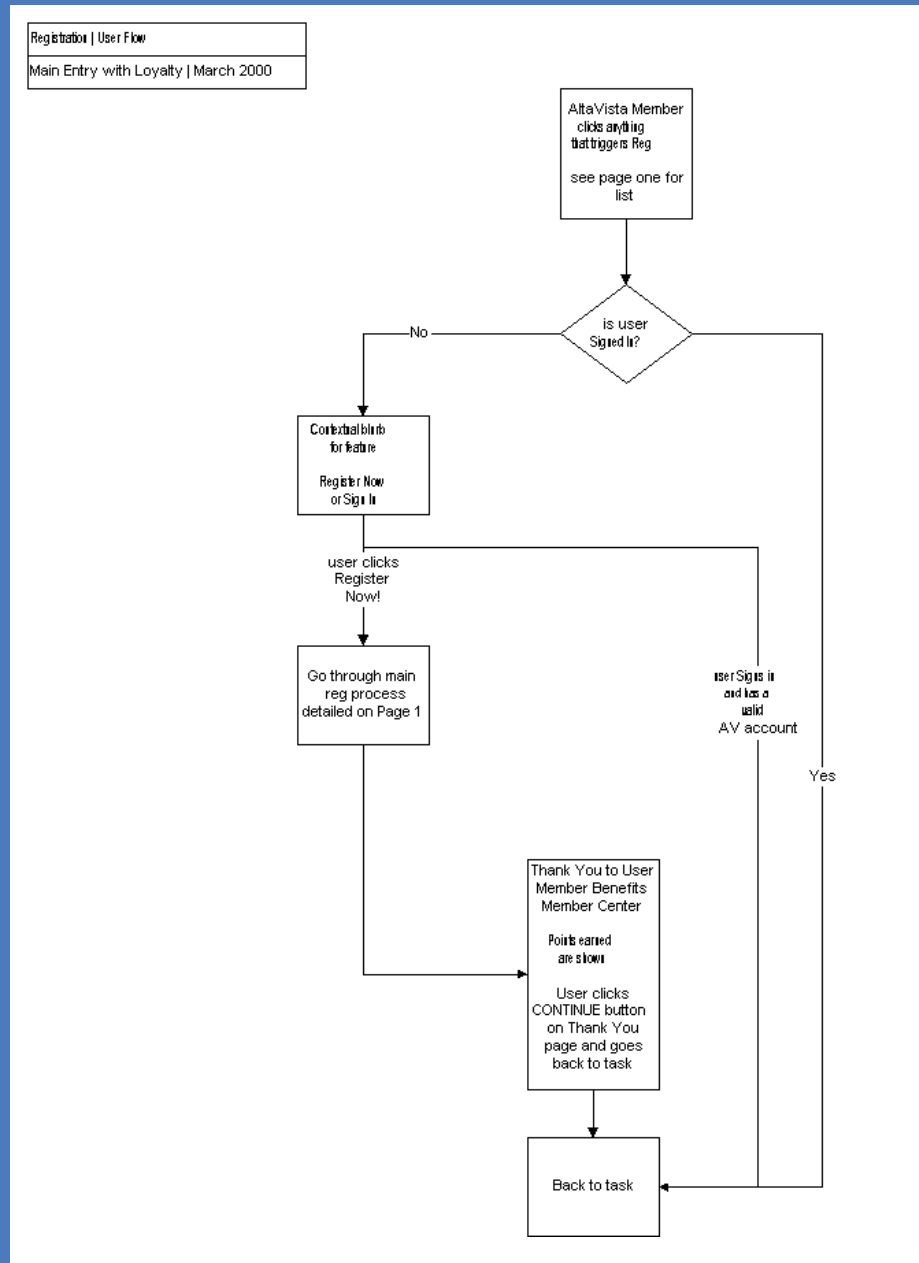 Registration | User Flow
Main Entry with Loyalty | March 2000
AltaVista Member
clicks anything
that triggers Reg
see page one for
list
is user
Signed In?
No
Contextual blurb
for feature
Register Now
or Sign In
user clicks
Register
Now!
Go through main
reg process
detailed on Page 1
user Signs in
and has a
valid
AV account
Yes
Thank You to User
Member Benefits
Member Center
Points earned
are shown
User clicks
CONTINUE button
on Thank You
page and goes
back to task
Back to task